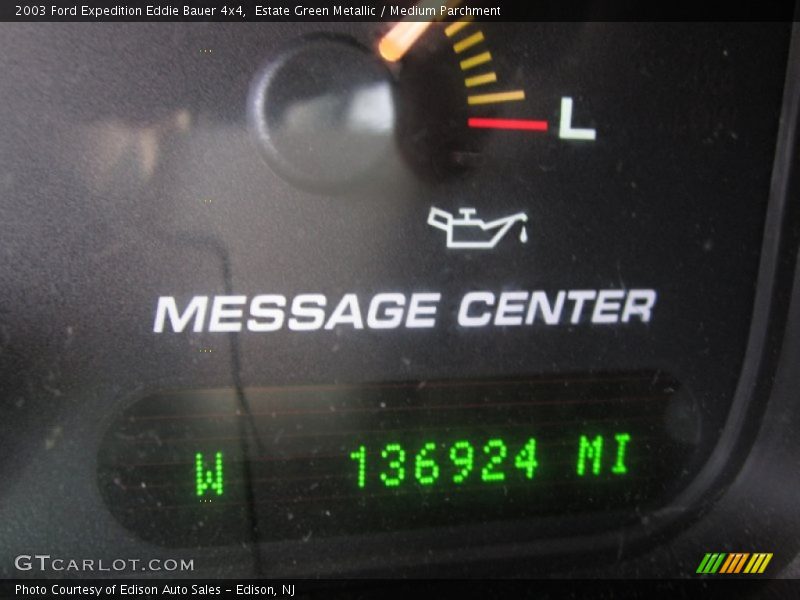 2003 Ford Expedition Eddie Bauer 4x4,  Estate Green Metallic / Medium Parchment
L
MESSAGE CENTER
W 136924 MI
GTCARLOT.COM
Photo Courtesy of Edison Auto Sales - Edison, NJ